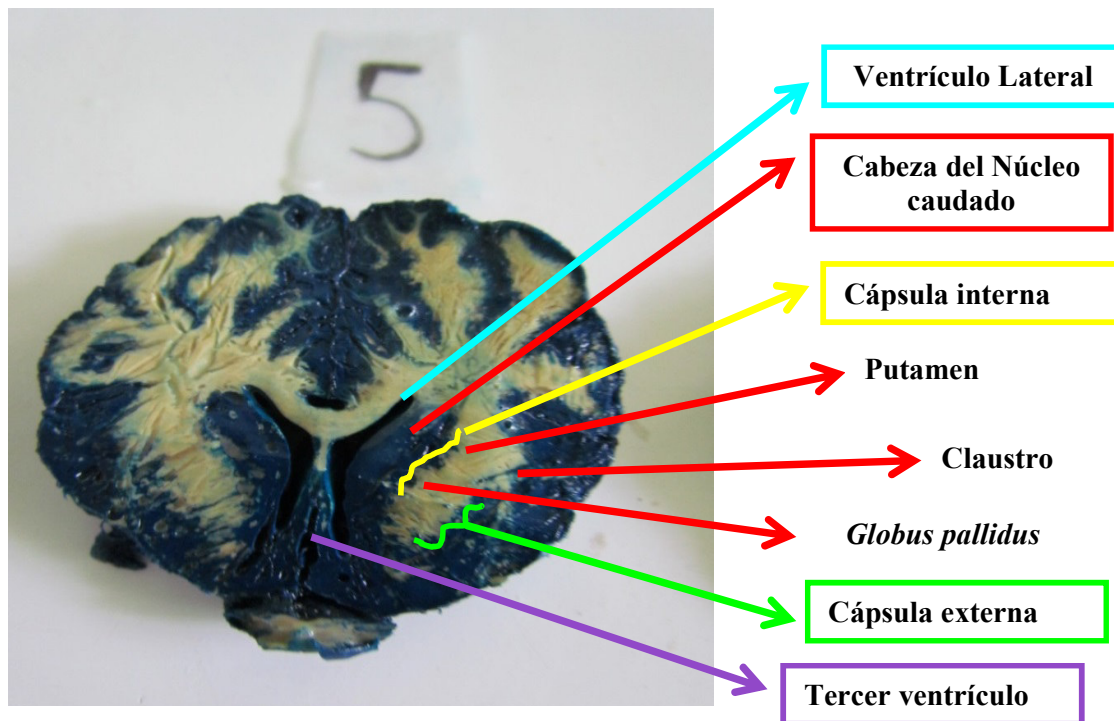 5
Ventrículo Lateral
Cabeza del Núcleo
caudado
Cápsula interna
Putamen
Claustro
Globus pallidus
Cápsula externa
Tercer ventrículo